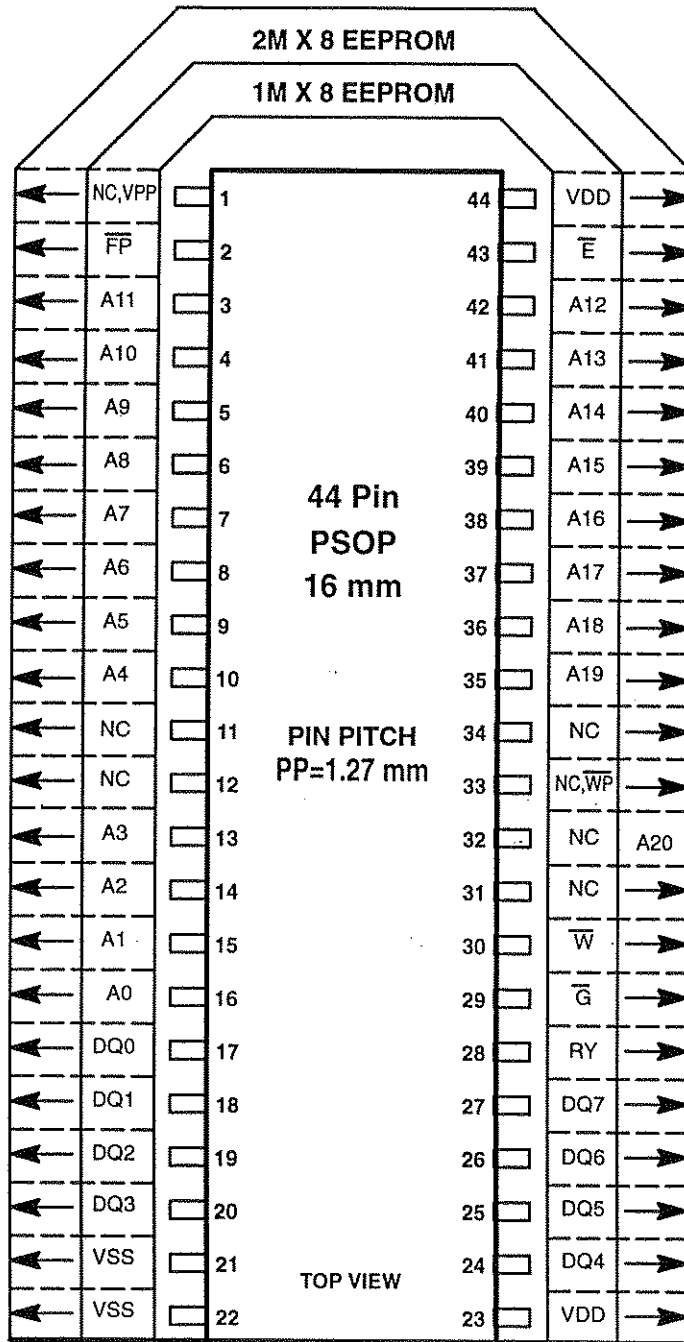 2M X 8 EEPROM
1M X 8 EEPROM
NC,VPP 1 44 VDD
F̅P̅ 2 43 E̅
A11 3 42 A12
A10 4 41 A13
A9 5 40 A14
A8 6 39 A15
A7 7 38 A16
A6 8 37 A17
A5 9 36 A18
A4 10 35 A19
NC 11 34 NC
NC 12 33 NC,W̅P̅
A3 13 32 NC A20
A2 14 31 NC
A1 15 30 W̅
A0 16 29 G̅
DQ0 17 28 RY
DQ1 18 27 DQ7
DQ2 19 26 DQ6
DQ3 20 25 DQ5
VSS 21 24 DQ4
VSS 22 23 VDD
44 Pin
PSOP
16 mm
PIN PITCH
PP=1.27 mm
TOP VIEW